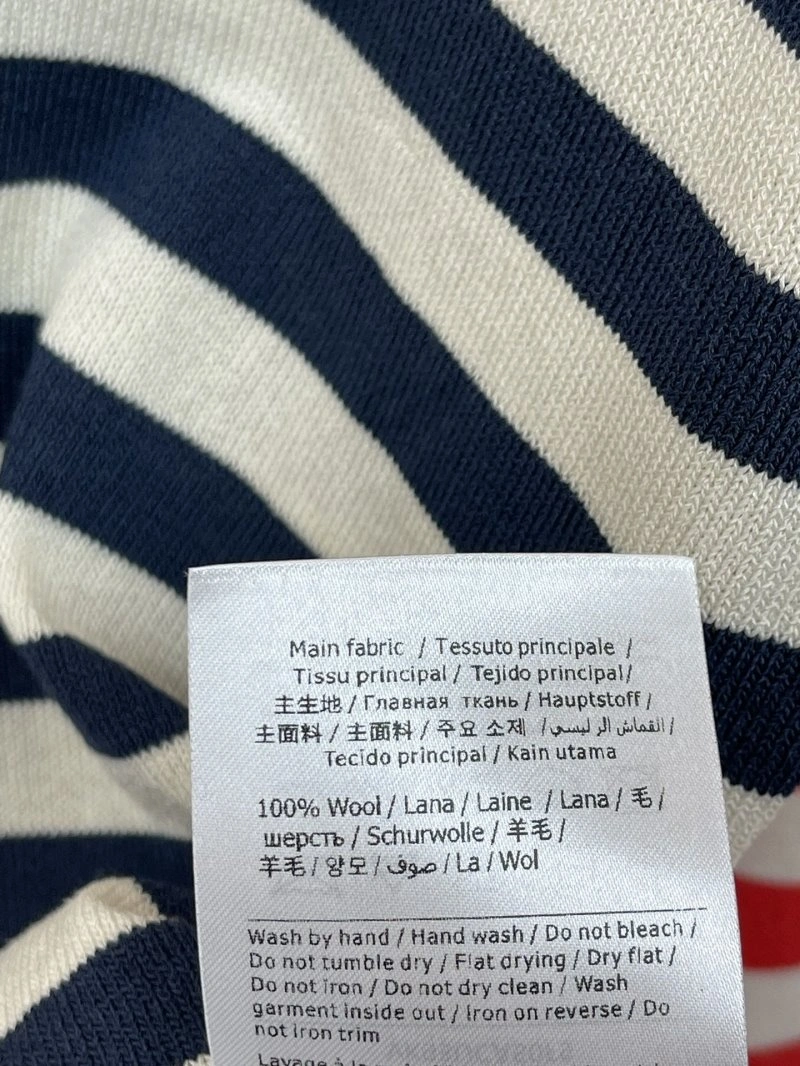 Main fabric / Tessuto principale /
Tissu principal / Tejido principal/
主生地 / Главная ткань / Hauptstoff /
主面料 / 主面料 / 주요 소재 / القماش الرئيسي /
Tecido principal / Kain utama
100% Wool / Lana / Laine / Lana / 毛 /
шерсть / Schurwolle / 羊毛 /
羊毛 / 양모 / صوف / La / Wol
Wash by hand / Hand wash / Do not bleach /
Do not tumble dry / Flat drying / Dry flat /
Do not iron / Do not dry clean / Wash
garment inside out / Iron on reverse / Do
not iron trim
Lavage à la